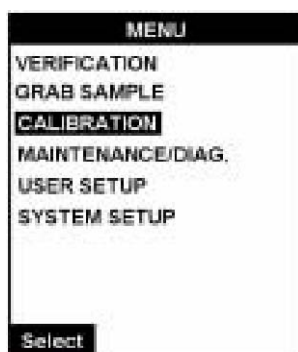 MENU
VERIFICATION
GRAB SAMPLE
CALIBRATION
MAINTENANCE/DIAG.
USER SETUP
SYSTEM SETUP
Select